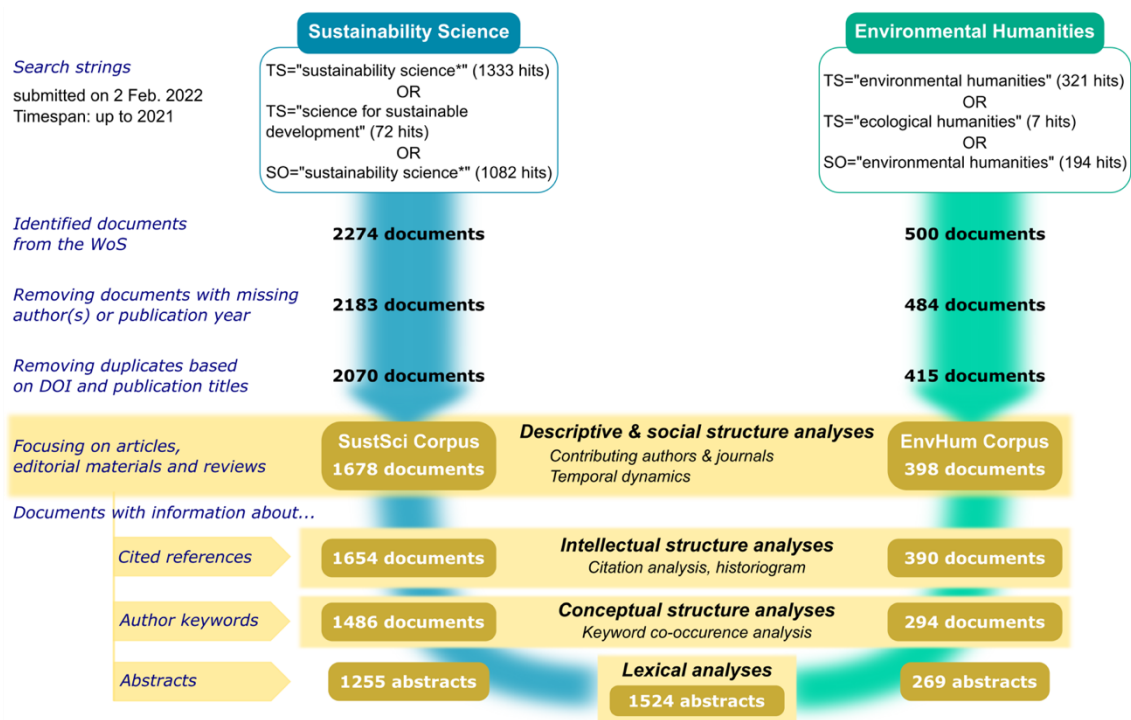 Sustainability Science
Environmental Humanities
Search strings
submitted on 2 Feb. 2022
Timespan: up to 2021
TS="sustainability science*" (1333 hits)
OR
TS="science for sustainable
development" (72 hits)
OR
SO="sustainability science*" (1082 hits)
TS="environmental humanities" (321 hits)
OR
TS="ecological humanities" (7 hits)
OR
SO="environmental humanities" (194 hits)
Identified documents
from the WoS
2274 documents
500 documents
Removing documents with missing
author(s) or publication year
2183 documents
484 documents
Removing duplicates based
on DOI and publication titles
2070 documents
415 documents
Focusing on articles,
editorial materials and reviews
SustSci Corpus
1678 documents
Descriptive & social structure analyses
Contributing authors & journals
Temporal dynamics
EnvHum Corpus
398 documents
Documents with information about...
Cited references
1654 documents
Intellectual structure analyses
Citation analysis, historiogram
390 documents
Author keywords
1486 documents
Conceptual structure analyses
Keyword co-occurence analysis
294 documents
Abstracts
1255 abstracts
Lexical analyses
1524 abstracts
269 abstracts